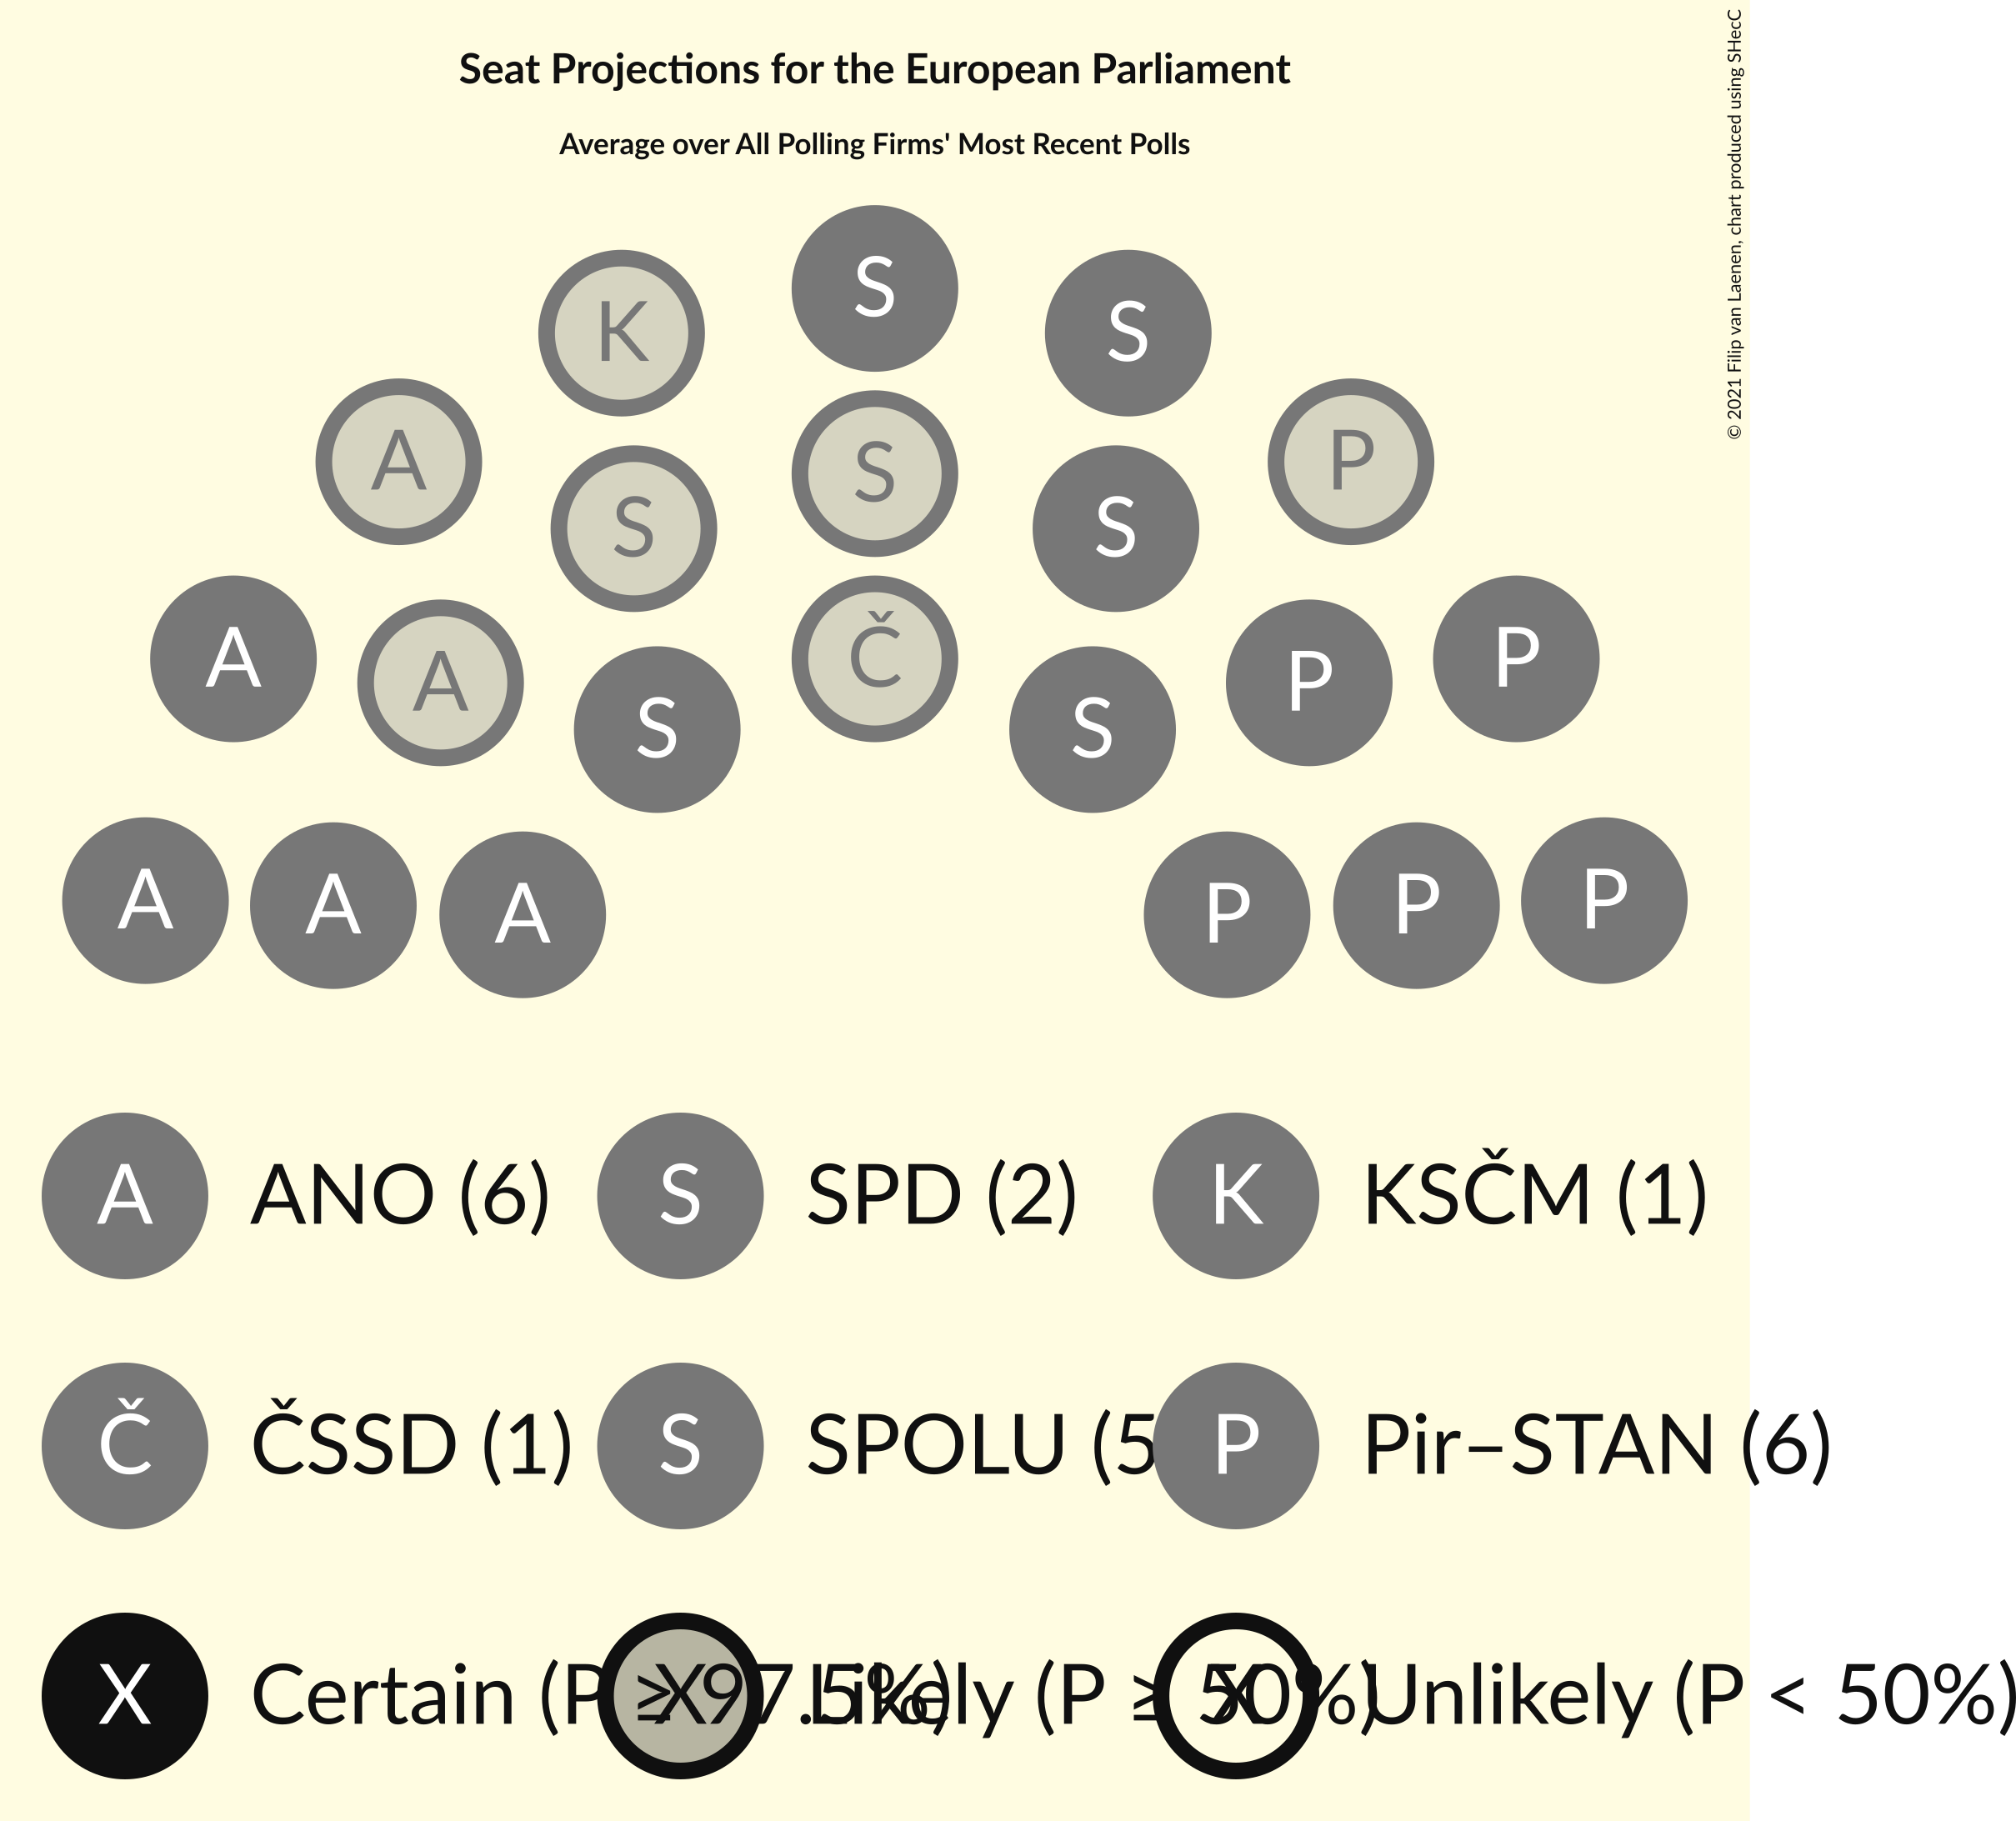 Seat Projections for the European Parliament
Average over All Polling Firms' Most Recent Polls
© 2021 Filip van Laenen, chart produced using SHecC
S
K S
S
A P
S S
A Č P
A P
S S
A A A P P P
A ANO (6) S SPD (2) K KSČM (1)
Č ČSSD (1) S SPOLU (5 P Pir–STAN (6)
X Certain (P X Likely (P ≥ 50%) Unlikely (P < 50%)